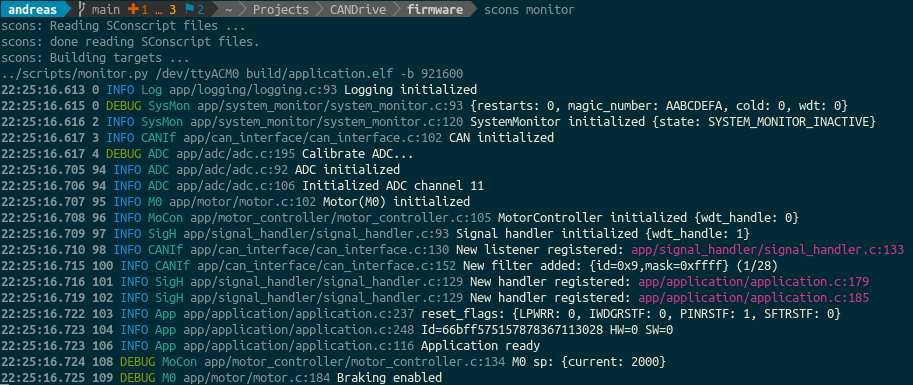 andreas main 1 … 3 2 ~ Projects CANDrive firmware scons monitor
scons: Reading SConscript files ...
scons: done reading SConscript files.
scons: Building targets ...
../scripts/monitor.py /dev/ttyACM0 build/application.elf -b 921600
22:25:16.613 0 INFO Log app/logging/logging.c:93 Logging initialized
22:25:16.615 0 DEBUG SysMon app/system_monitor/system_monitor.c:93 {restarts: 0, magic_number: AABCDEFA, cold: 0, wdt: 0}
22:25:16.616 2 INFO SysMon app/system_monitor/system_monitor.c:120 SystemMonitor initialized {state: SYSTEM_MONITOR_INACTIVE}
22:25:16.617 3 INFO CANIf app/can_interface/can_interface.c:102 CAN initialized
22:25:16.617 4 DEBUG ADC app/adc/adc.c:195 Calibrate ADC...
22:25:16.705 94 INFO ADC app/adc/adc.c:92 ADC initialized
22:25:16.706 94 INFO ADC app/adc/adc.c:106 Initialized ADC channel 11
22:25:16.707 95 INFO M0 app/motor/motor.c:102 Motor(M0) initialized
22:25:16.708 96 INFO MoCon app/motor_controller/motor_controller.c:105 MotorController initialized {wdt_handle: 0}
22:25:16.709 97 INFO SigH app/signal_handler/signal_handler.c:93 Signal handler initialized {wdt_handle: 1}
22:25:16.710 98 INFO CANIf app/can_interface/can_interface.c:130 New listener registered: app/signal_handler/signal_handler.c:133
22:25:16.715 100 INFO CANIf app/can_interface/can_interface.c:152 New filter added: {id=0x9,mask=0xffff} (1/28)
22:25:16.716 101 INFO SigH app/signal_handler/signal_handler.c:129 New handler registered: app/application/application.c:179
22:25:16.719 102 INFO SigH app/signal_handler/signal_handler.c:129 New handler registered: app/application/application.c:185
22:25:16.722 103 INFO App app/application/application.c:237 reset_flags: {LPWRR: 0, IWDGRSTF: 0, PINRSTF: 1, SFTRSTF: 0}
22:25:16.723 104 INFO App app/application/application.c:248 Id=66bff575157878367113028 HW=0 SW=0
22:25:16.723 106 INFO App app/application/application.c:116 Application ready
22:25:16.724 108 DEBUG MoCon app/motor_controller/motor_controller.c:134 M0 sp: {current: 2000}
22:25:16.725 109 DEBUG M0 app/motor/motor.c:184 Braking enabled